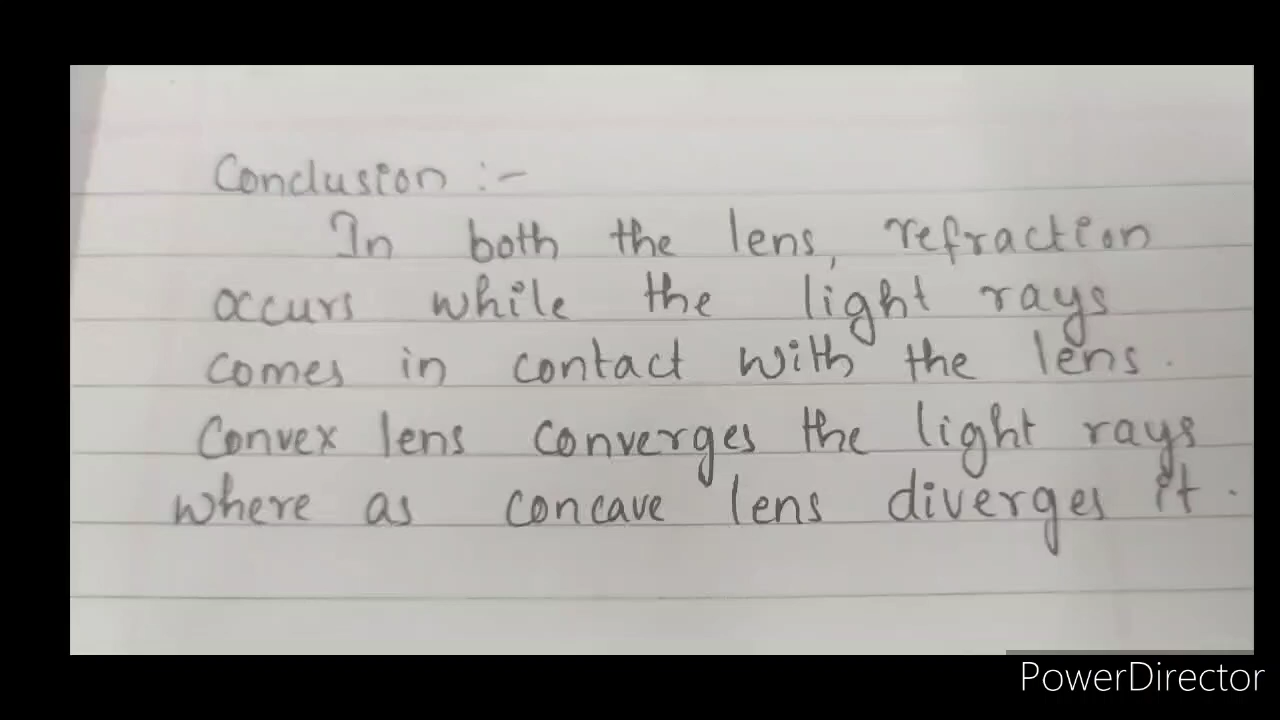 Conclusion :-
In both the lens, refraction
occurs while the light rays
comes in contact with the lens.
Convex lens converges the light rays
where as concave lens diverges it.
PowerDirector